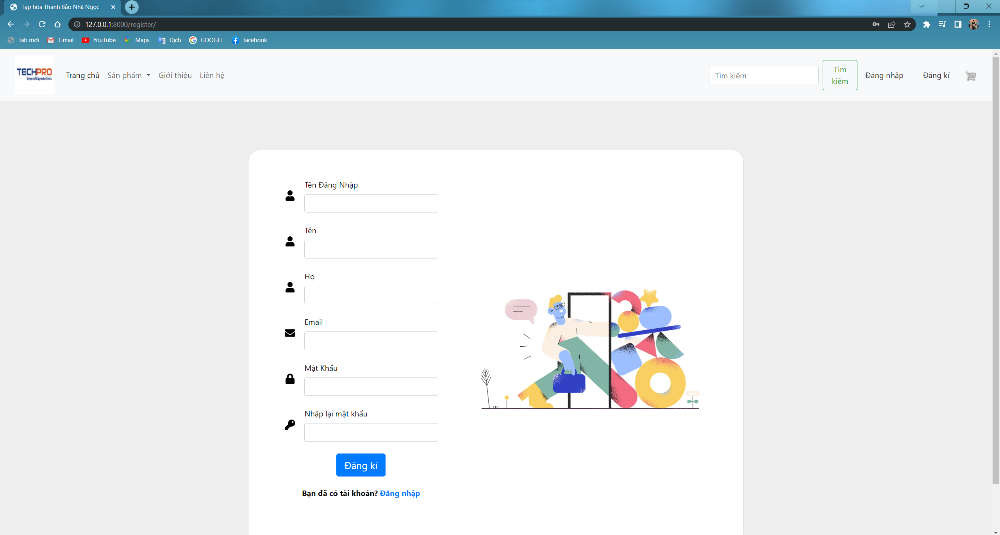 Tạp hóa Thanh Bảo Nhã Ngọc
127.0.0.1:8000/register/
Tab mới Gmail YouTube Maps Dịch GOOGLE facebook
TECHPRO
Beyond Expectations
Trang chủ Sản phẩm Giới thiệu Liên hệ
Tìm kiếm
Tìm
kiếm
Đăng nhập Đăng kí
Tên Đăng Nhập
Tên
Họ
Email
Mật Khẩu
Nhập lại mật khẩu
Đăng kí
Bạn đã có tài khoản? Đăng nhập